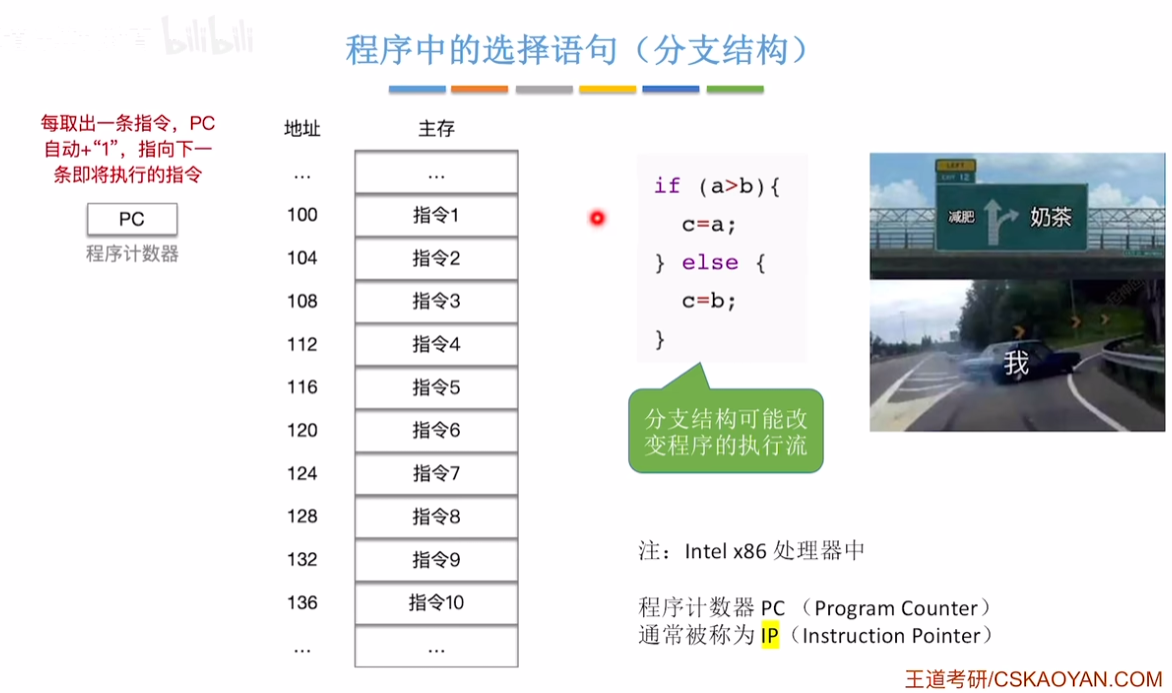 bilibili
程序中的选择语句（分支结构）
每取出一条指令，PC
自动+“1”，指向下一
条即将执行的指令
PC
程序计数器
地址 主存
... ...
100 指令1
104 指令2
108 指令3
112 指令4
116 指令5
120 指令6
124 指令7
128 指令8
132 指令9
136 指令10
... ...
if (a>b){
c=a;
} else {
c=b;
}
分支结构可能改
变程序的执行流
LEFT
EXIT 12
减肥 奶茶
我
注：Intel x86 处理器中
程序计数器 PC （Program Counter）
通常被称为 IP（Instruction Pointer）
王道考研/CSKAOYAN.COM